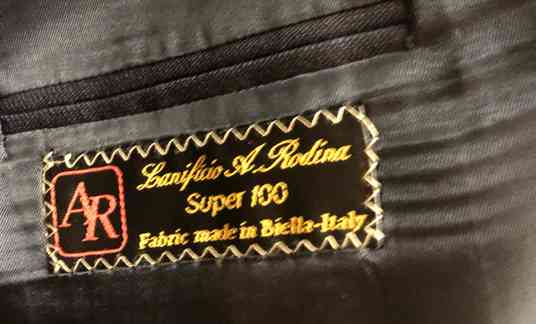 AR
Lanificio A. Rodina
Super 100
Fabric made in Biella-Italy